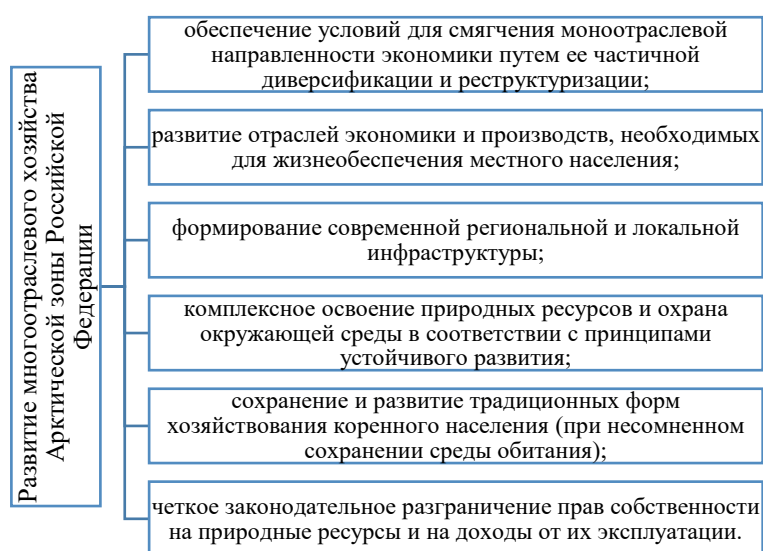 Развитие многоотраслевого хозяйства
Арктической зоны Российской
Федерации
обеспечение условий для смягчения моноотраслевой
направленности экономики путем ее частичной
диверсификации и реструктуризации;
развитие отраслей экономики и производств, необходимых
для жизнеобеспечения местного населения;
формирование современной региональной и локальной
инфраструктуры;
комплексное освоение природных ресурсов и охрана
окружающей среды в соответствии с принципами
устойчивого развития;
сохранение и развитие традиционных форм
хозяйствования коренного населения (при несомненном
сохранении среды обитания);
четкое законодательное разграничение прав собственности
на природные ресурсы и на доходы от их эксплуатации.